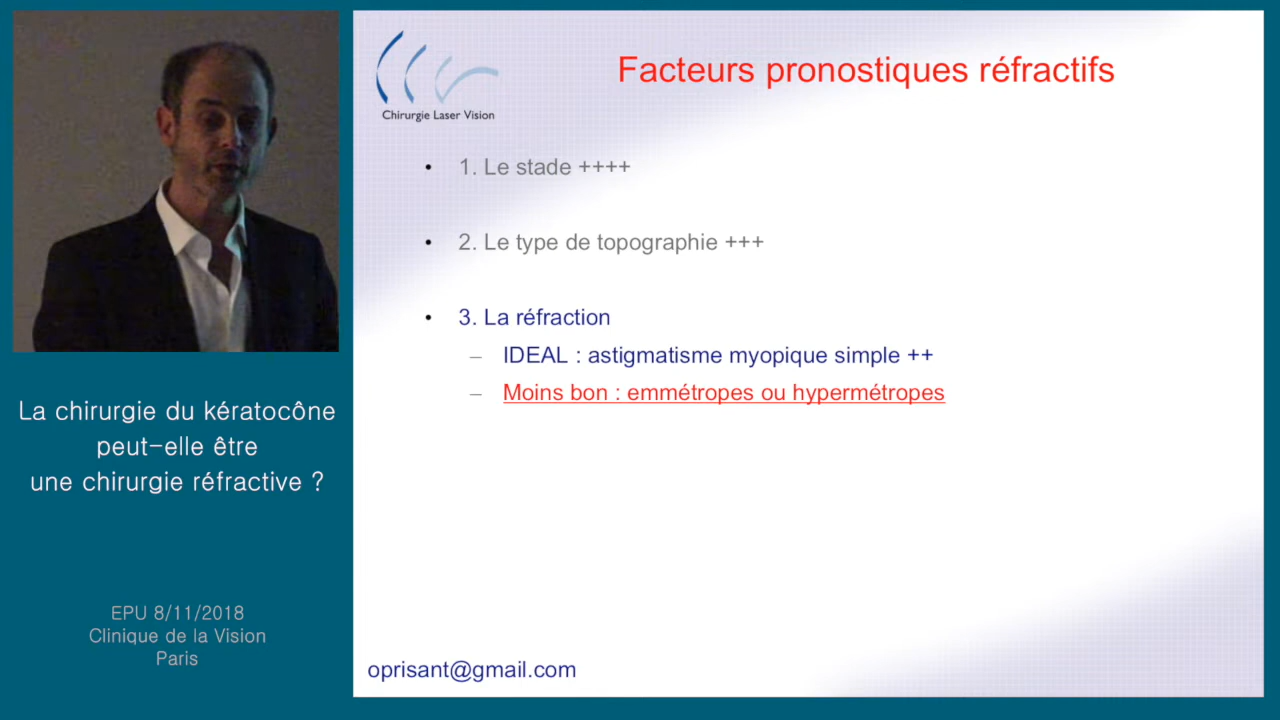 La chirurgie du kératocône
peut-elle être
une chirurgie réfractive ?
EPU 8/11/2018
Clinique de la Vision
Paris
Chirurgie Laser Vision
Facteurs pronostiques réfractifs
• 1. Le stade ++++
• 2. Le type de topographie +++
• 3. La réfraction
– IDEAL : astigmatisme myopique simple ++
– Moins bon : emmétropes ou hypermétropes
oprisant@gmail.com